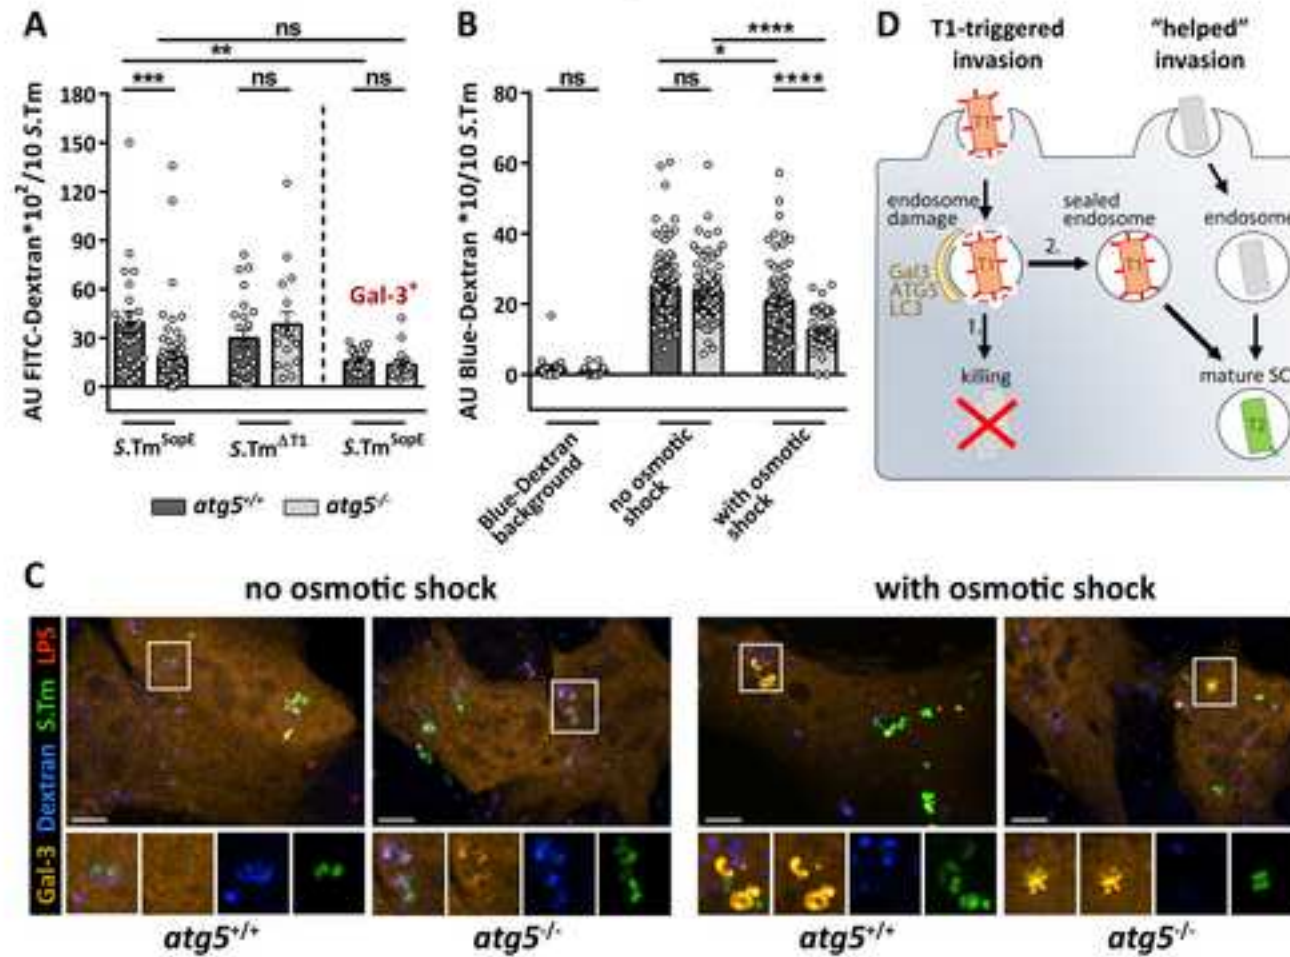 A
ns
**
***
ns
ns
AU FITC-Dextran*10²/10 S.Tm
180
150
120
90
60
30
0
Gal-3⁺
S.Tm^SopE
S.Tm^ΔT1
S.Tm^SopE
atg5⁺/⁺
atg5⁻/⁻
B
****
*
ns
ns
****
AU Blue-Dextran *10/10 S.Tm
80
60
40
20
0
Blue-Dextran
background
no osmotic
shock
with osmotic
shock
D
T1-triggered
invasion
"helped"
invasion
T1
endosome
damage
Gal3
ATG5
LC3
T1
2.
sealed
endosome
T1
endosome
1.
killing
mature SC
T2
C
no osmotic shock
with osmotic shock
Gal-3 Dextran S.Tm LPS
atg5⁺/⁺
atg5⁻/⁻
atg5⁺/⁺
atg5⁻/⁻